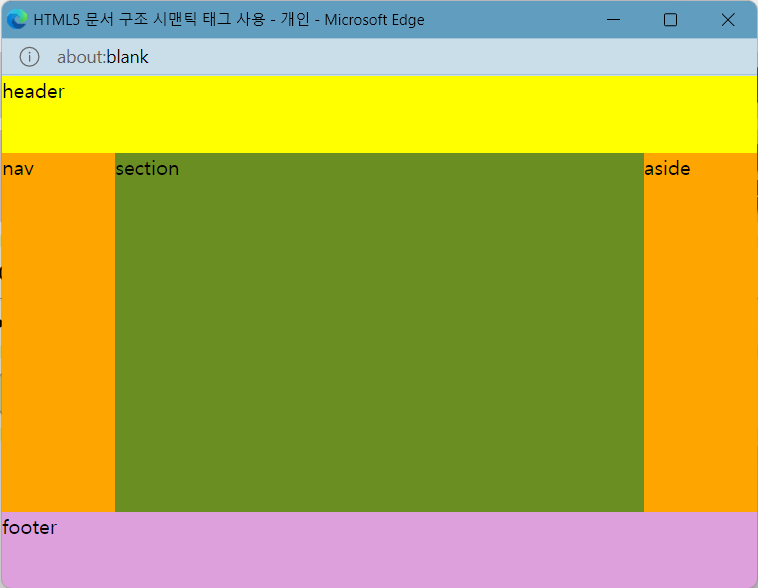 HTML5 문서 구조 시맨틱 태그 사용 - 개인 - Microsoft Edge
about:blank
header
nav section aside
footer